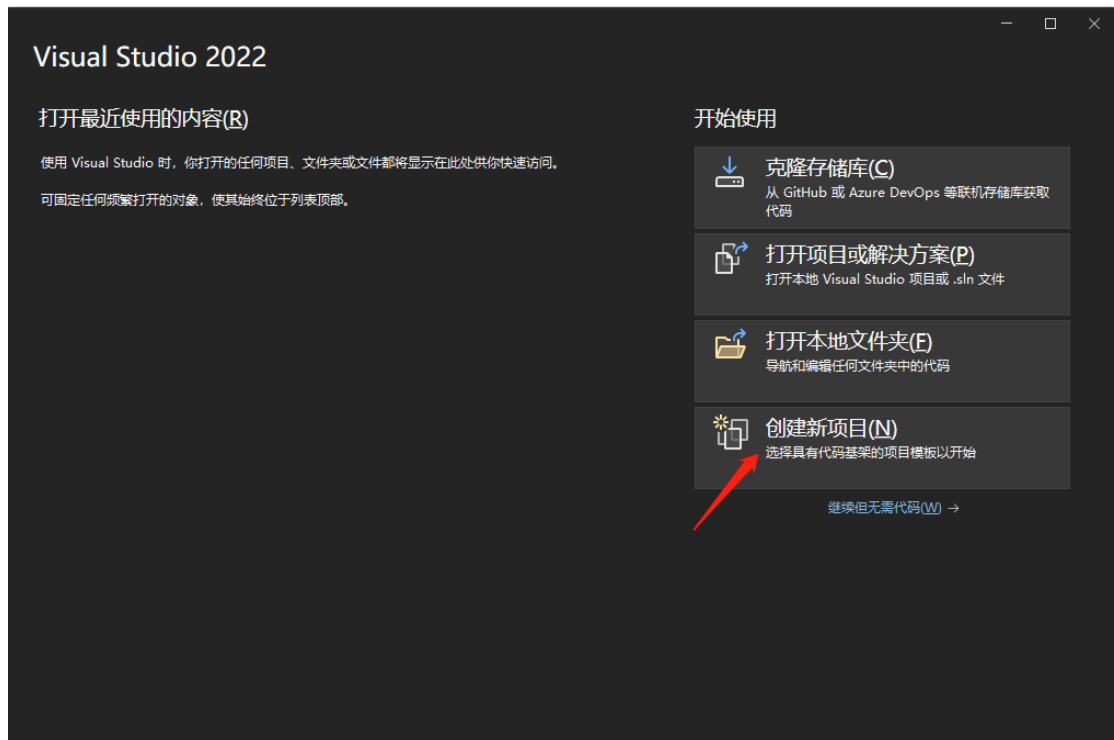 Visual Studio 2022
打开最近使用的内容(R)
使用 Visual Studio 时，你打开的任何项目、文件夹或文件都将显示在此处供你快速访问。
可固定任何频繁打开的对象，使其始终位于列表顶部。
开始使用
克隆存储库(C)
从 GitHub 或 Azure DevOps 等联机存储库获取
代码
打开项目或解决方案(P)
打开本地 Visual Studio 项目或 .sln 文件
打开本地文件夹(F)
导航和编辑任何文件夹中的代码
创建新项目(N)
选择具有代码基架的项目模板以开始
继续但无需代码(W) →